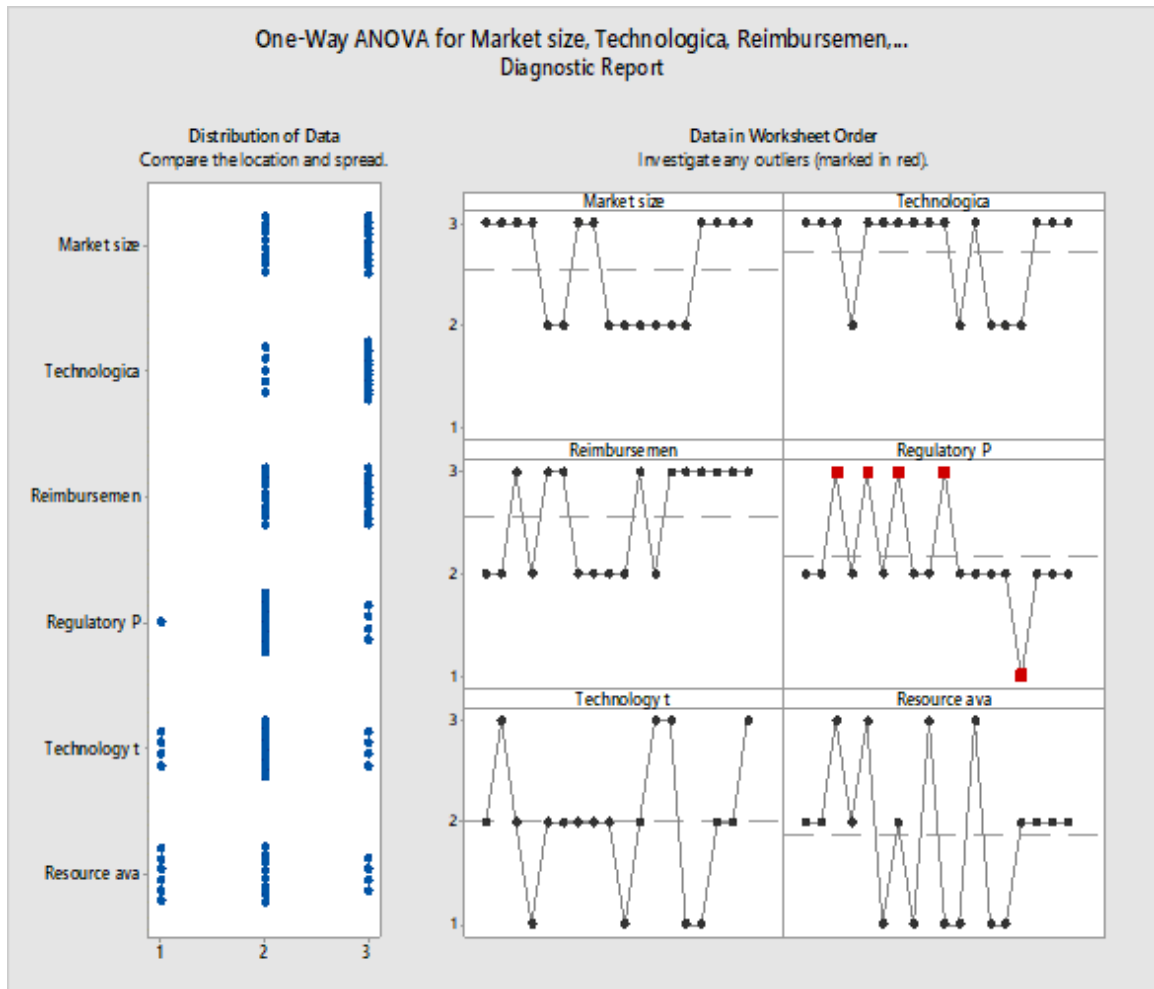 One-Way ANOVA for Market size, Technologica, Reimbursemen,...
Diagnostic Report
Distribution of Data
Compare the location and spread.
Market size
Technologica
Reimbursemen
Regulatory P
Technology t
Resource ava
1 2 3
Data in Worksheet Order
Investigate any outliers (marked in red).
Market size Technologica
3
2
1
Reimbursemen Regulatory P
3
2
1
Technology t Resource ava
3
2
1